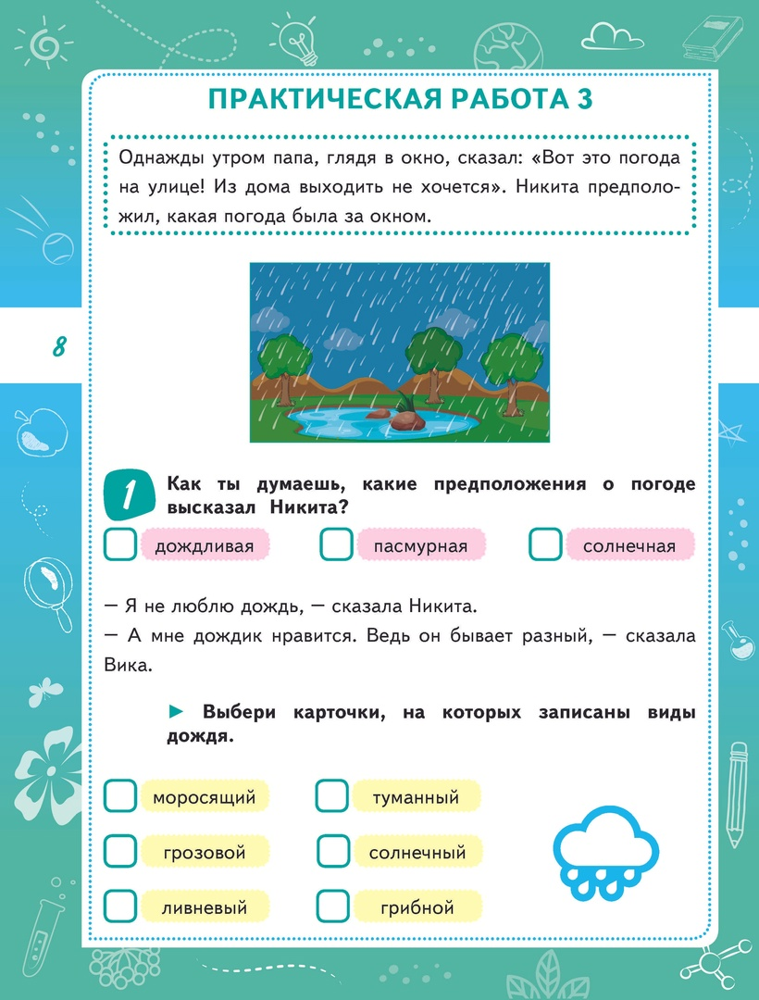 ПРАКТИЧЕСКАЯ РАБОТА 3
Однажды утром папа, глядя в окно, сказал: «Вот это погода
на улице! Из дома выходить не хочется». Никита предполо-
жил, какая погода была за окном.
8
1
Как ты думаешь, какие предположения о погоде
высказал Никита?
дождливая пасмурная солнечная
— Я не люблю дождь, — сказала Никита.
— А мне дождик нравится. Ведь он бывает разный, — сказала
Вика.
► Выбери карточки, на которых записаны виды
дождя.
моросящий туманный
грозовой солнечный
ливневый грибной